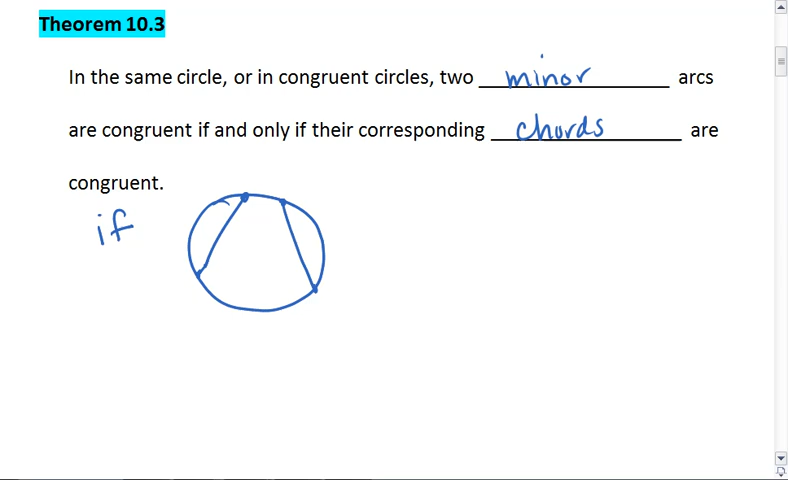 Theorem 10.3
In the same circle, or in congruent circles, two minor arcs
are congruent if and only if their corresponding chords are
congruent.
if